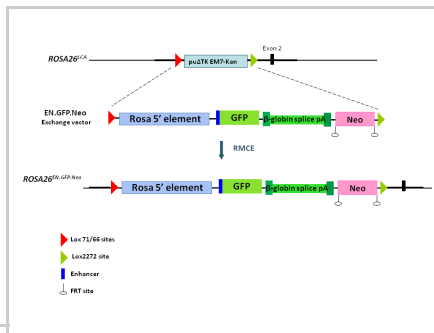 Exon 2
ROSA26LCA
puΔTK EM7-Kan
EN.GFP.Neo
Exchange vector
Rosa 5' element
GFP
β-globin splice pA
Neo
RMCE
ROSA26EN.GFP.Neo
Rosa 5' element
GFP
β-globin splice pA
Neo
Lox 71/66 sites
Lox2272 site
Enhancer
FRT site